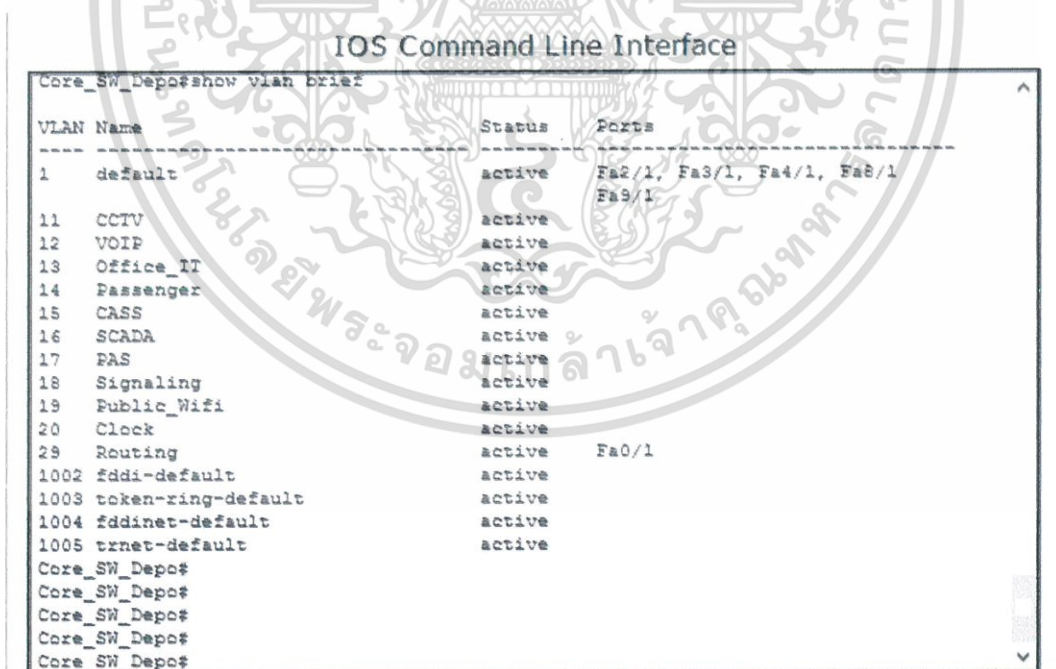 IOS Command Line Interface
Core_SW_Depo#show vlan brief
VLAN Name Status Ports
---- -------------------------------- --------- -------------------------------
1 default active Fa2/1, Fa3/1, Fa4/1, Fa8/1
Fa9/1
11 CCTV active
12 VOIP active
13 Office_IT active
14 Passenger active
15 CASS active
16 SCADA active
17 PAS active
18 Signaling active
19 Public_Wifi active
20 Clock active
29 Routing active Fa0/1
1002 fddi-default active
1003 token-ring-default active
1004 fddinet-default active
1005 trnet-default active
Core_SW_Depo#
Core_SW_Depo#
Core_SW_Depo#
Core_SW_Depo#
Core_SW_Depo#